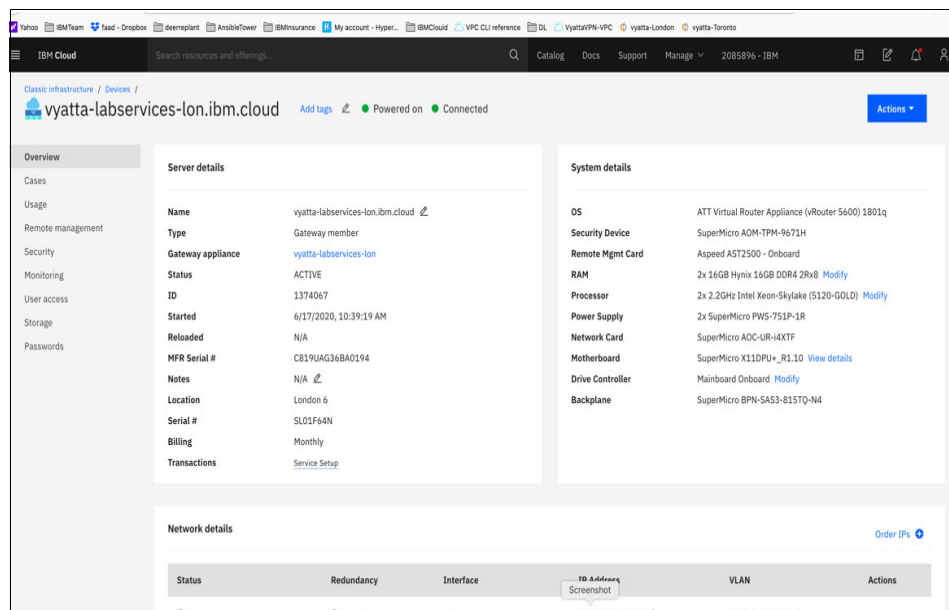 Yahoo IBMTeam faad - Dropbox deerreplant AnsibleTower IBMInsurance My account - Hyper... IBMClouid VPC CLI reference DL VyattaVPN-VPC vyatta-London vyatta-Toronto
IBM Cloud Search resources and offerings... Catalog Docs Support Manage 2085896 - IBM
Classic infrastructure / Devices /
vyatta-labservices-lon.ibm.cloud Add tags Powered on Connected Actions
Overview
Cases
Usage
Remote management
Security
Monitoring
User access
Storage
Passwords
Server details
Name vyatta-labservices-lon.ibm.cloud
Type Gateway member
Gateway appliance vyatta-labservices-lon
Status ACTIVE
ID 1374067
Started 6/17/2020, 10:39:19 AM
Reloaded N/A
MFR Serial # C819UAG36BA0194
Notes N/A
Location London 6
Serial # SL01F64N
Billing Monthly
Transactions Service Setup
System details
OS ATT Virtual Router Appliance (vRouter 5600) 1801q
Security Device SuperMicro AOM-TPM-9671H
Remote Mgmt Card Aspeed AST2500 - Onboard
RAM 2x 16GB Hynix 16GB DDR4 2Rx8 Modify
Processor 2x 2.2GHz Intel Xeon-Skylake (5120-GOLD) Modify
Power Supply 2x SuperMicro PWS-751P-1R
Network Card SuperMicro AOC-UR-i4XTF
Motherboard SuperMicro X11DPU+_R1.10 View details
Drive Controller Mainboard Onboard Modify
Backplane SuperMicro BPN-SAS3-815TQ-N4
Network details Order IPs
Status Redundancy Interface IP Address VLAN Actions
Screenshot